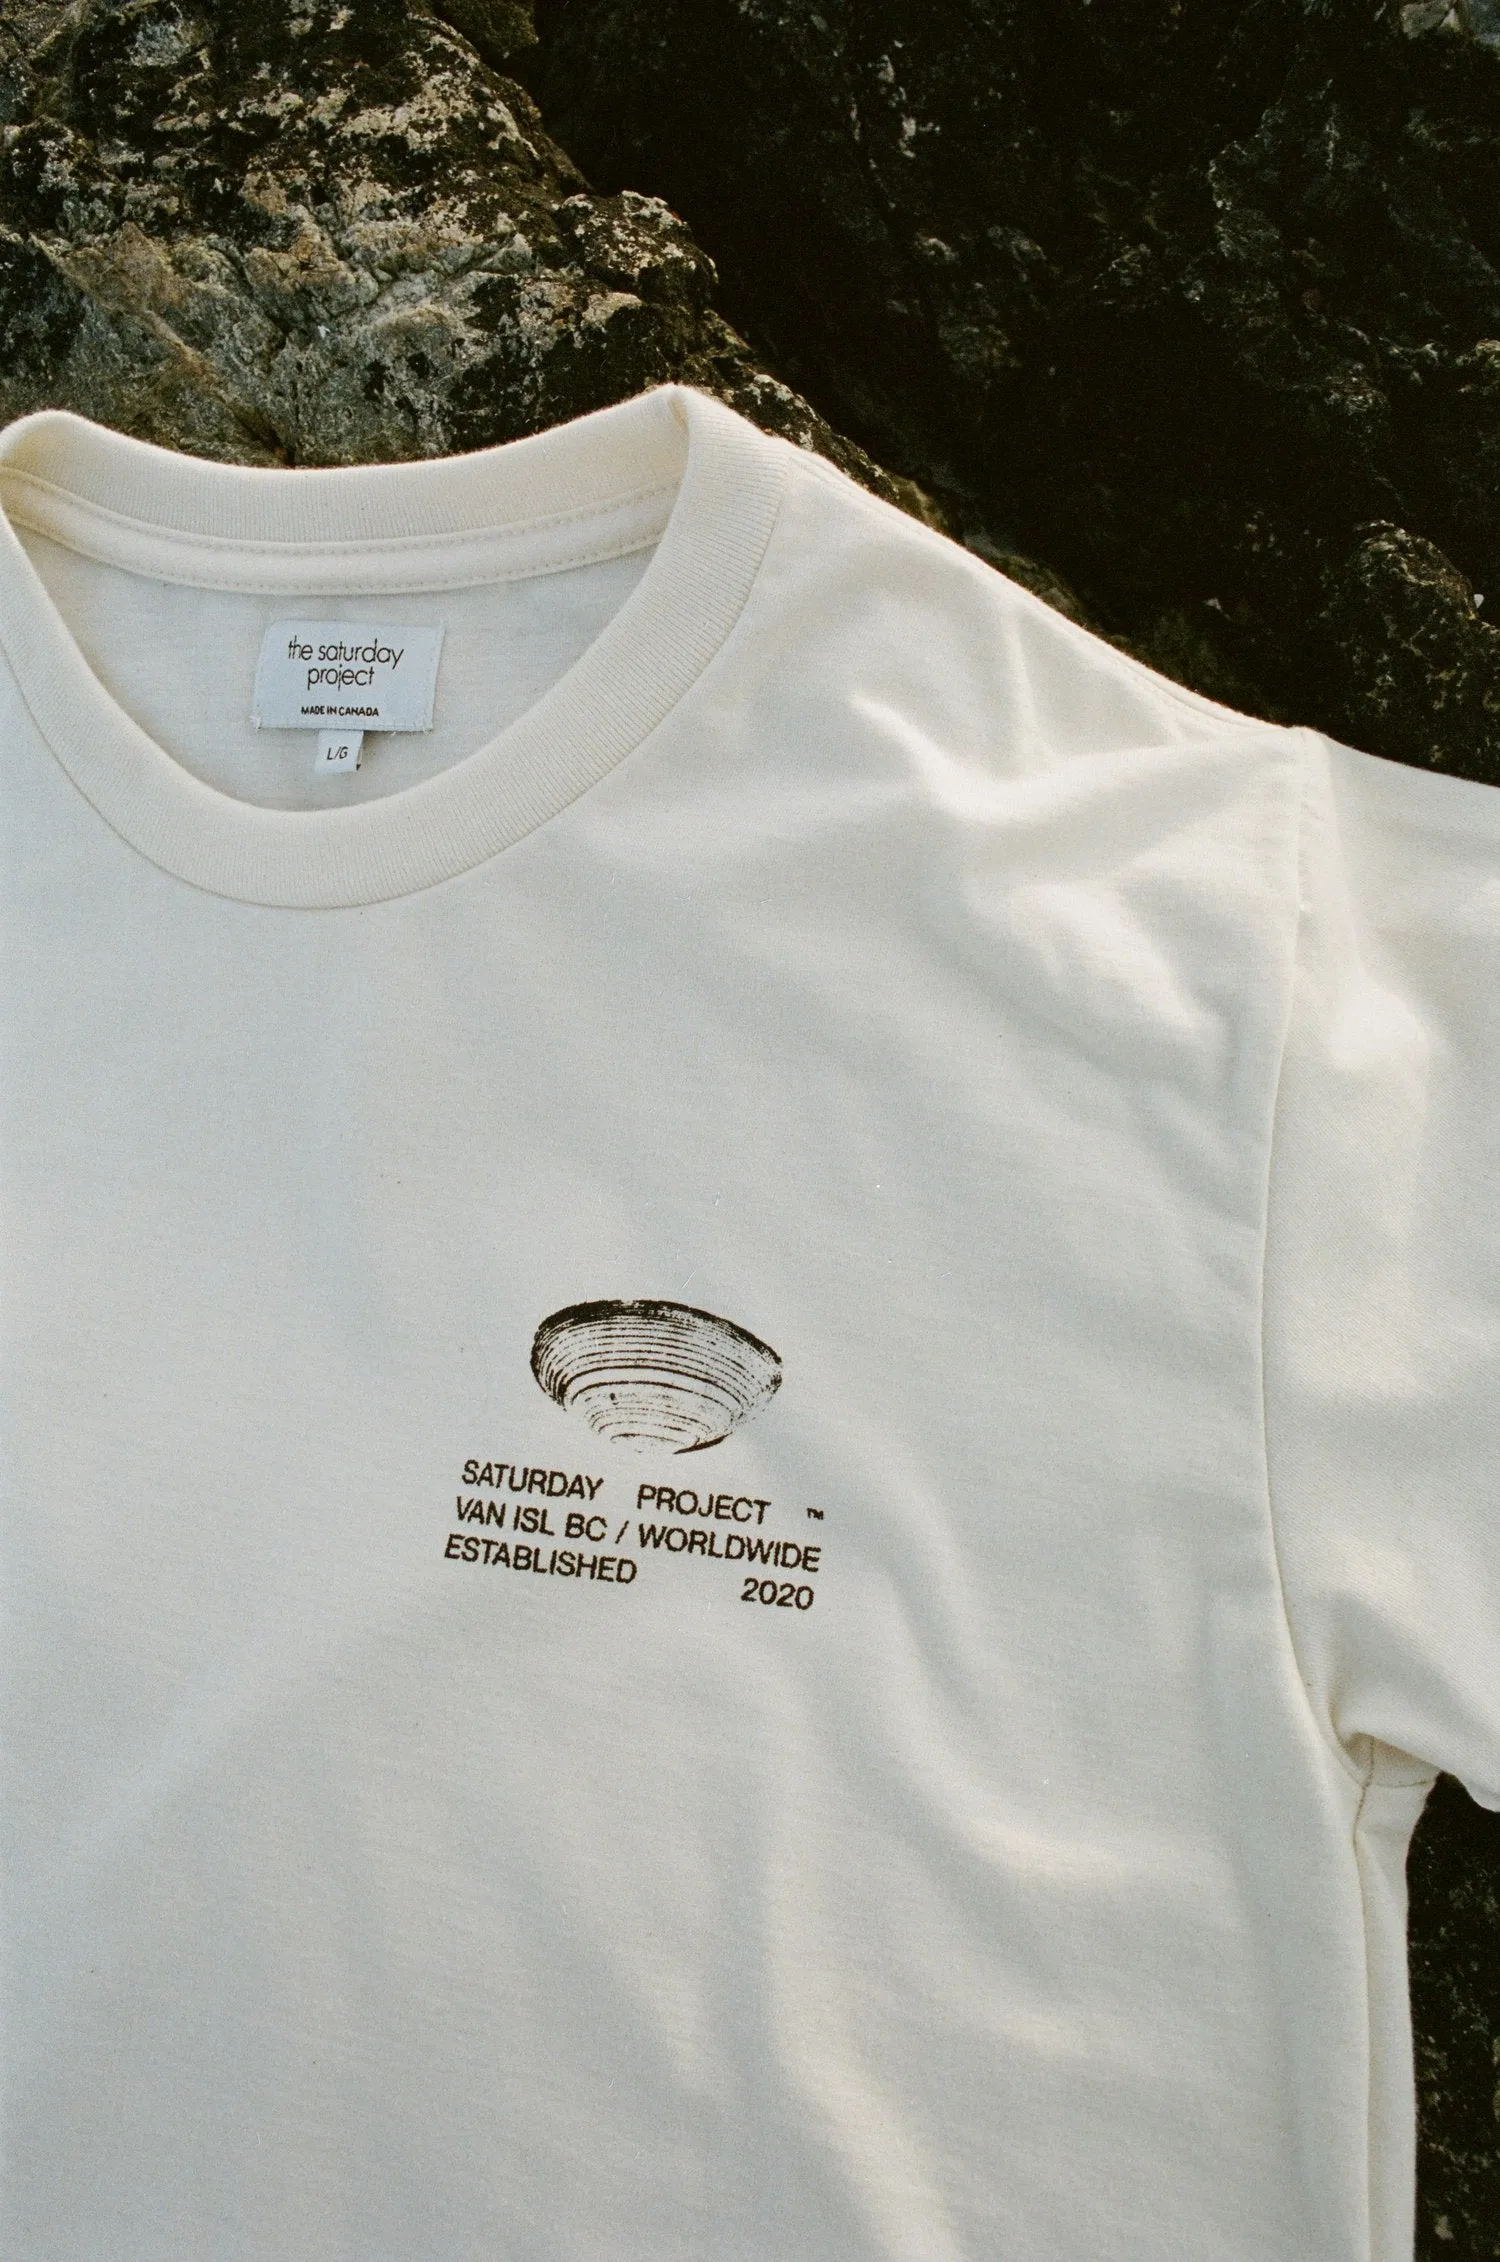 the saturday
project
MADE IN CANADA
L/G
SATURDAY PROJECT ™
VAN ISL BC / WORLDWIDE
ESTABLISHED 2020